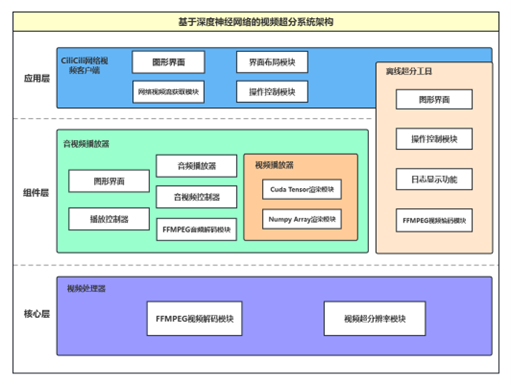 基于深度神经网络的视频超分系统架构
应用层
CiliCili网络视
频客户端
图形界面
界面布局模块
网络视频流获取模块
操作控制模块
离线超分工具
图形界面
操作控制模块
日志显示功能
FFMPEG视频编码模块
组件层
音视频播放器
图形界面
播放控制器
音频播放器
音视频控制器
FFMPEG音频解码模块
视频播放器
Cuda Tensor渲染模块
Numpy Array渲染模块
核心层
视频处理器
FFMPEG视频解码模块
视频超分辨率模块